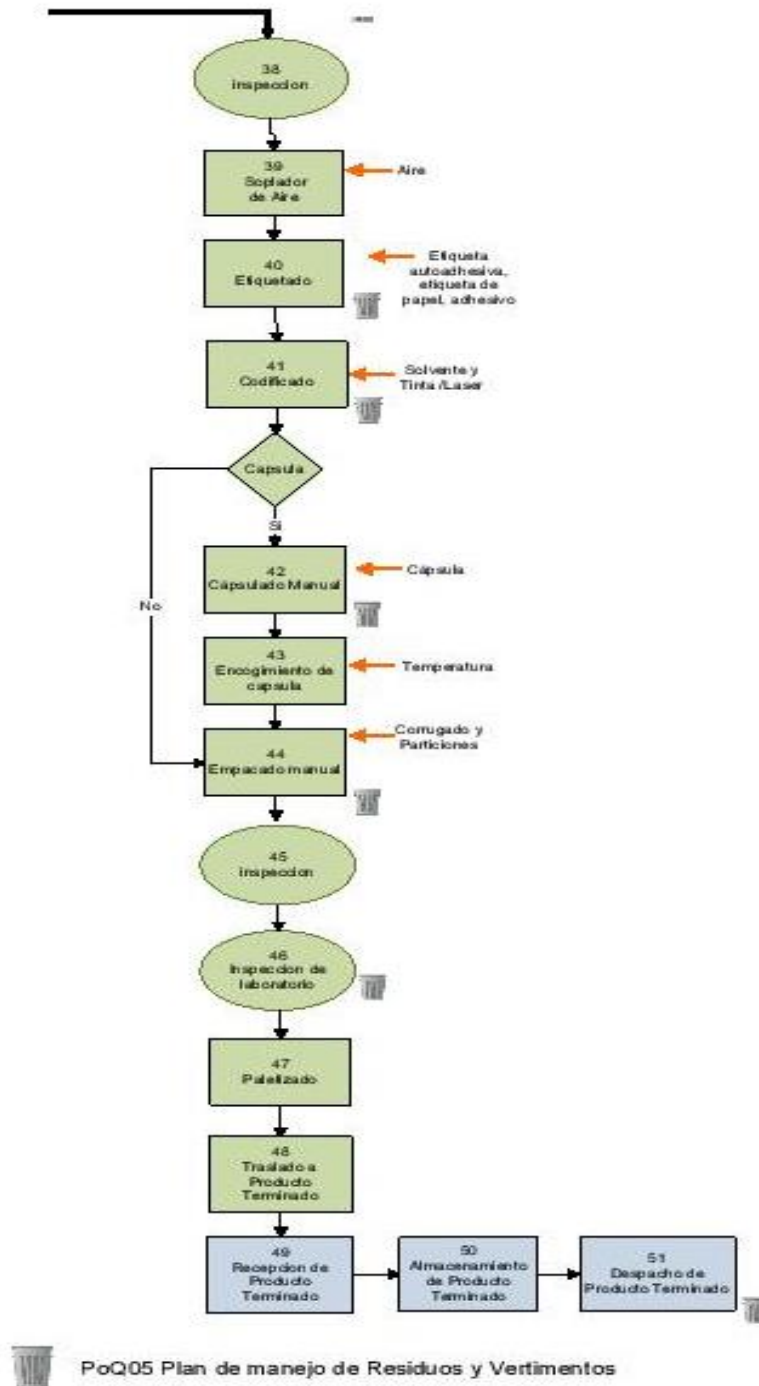 38
inspeccion
39
Soplador
de Aire
Aire
40
Etiquetado
Etiqueta
autoadhesiva,
etiqueta de
papel, adhesivo
41
Codificado
Solvente y
Tinta /Laser
Capsula
Si
No
42
Capsulado Manual
Capsula
43
Encogimiento de
capsula
Temperatura
44
Empacado manual
Corrugado y
Particiones
45
inspeccion
46
Inspeccion de
laboratorio
47
Paletizado
48
Traslado a
Producto
Terminado
49
Recepcion de
Producto
Terminado
50
Almacenamiento
de Producto
Terminado
51
Despacho de
Producto Terminado
PoQ05 Plan de manejo de Residuos y Vertimentos